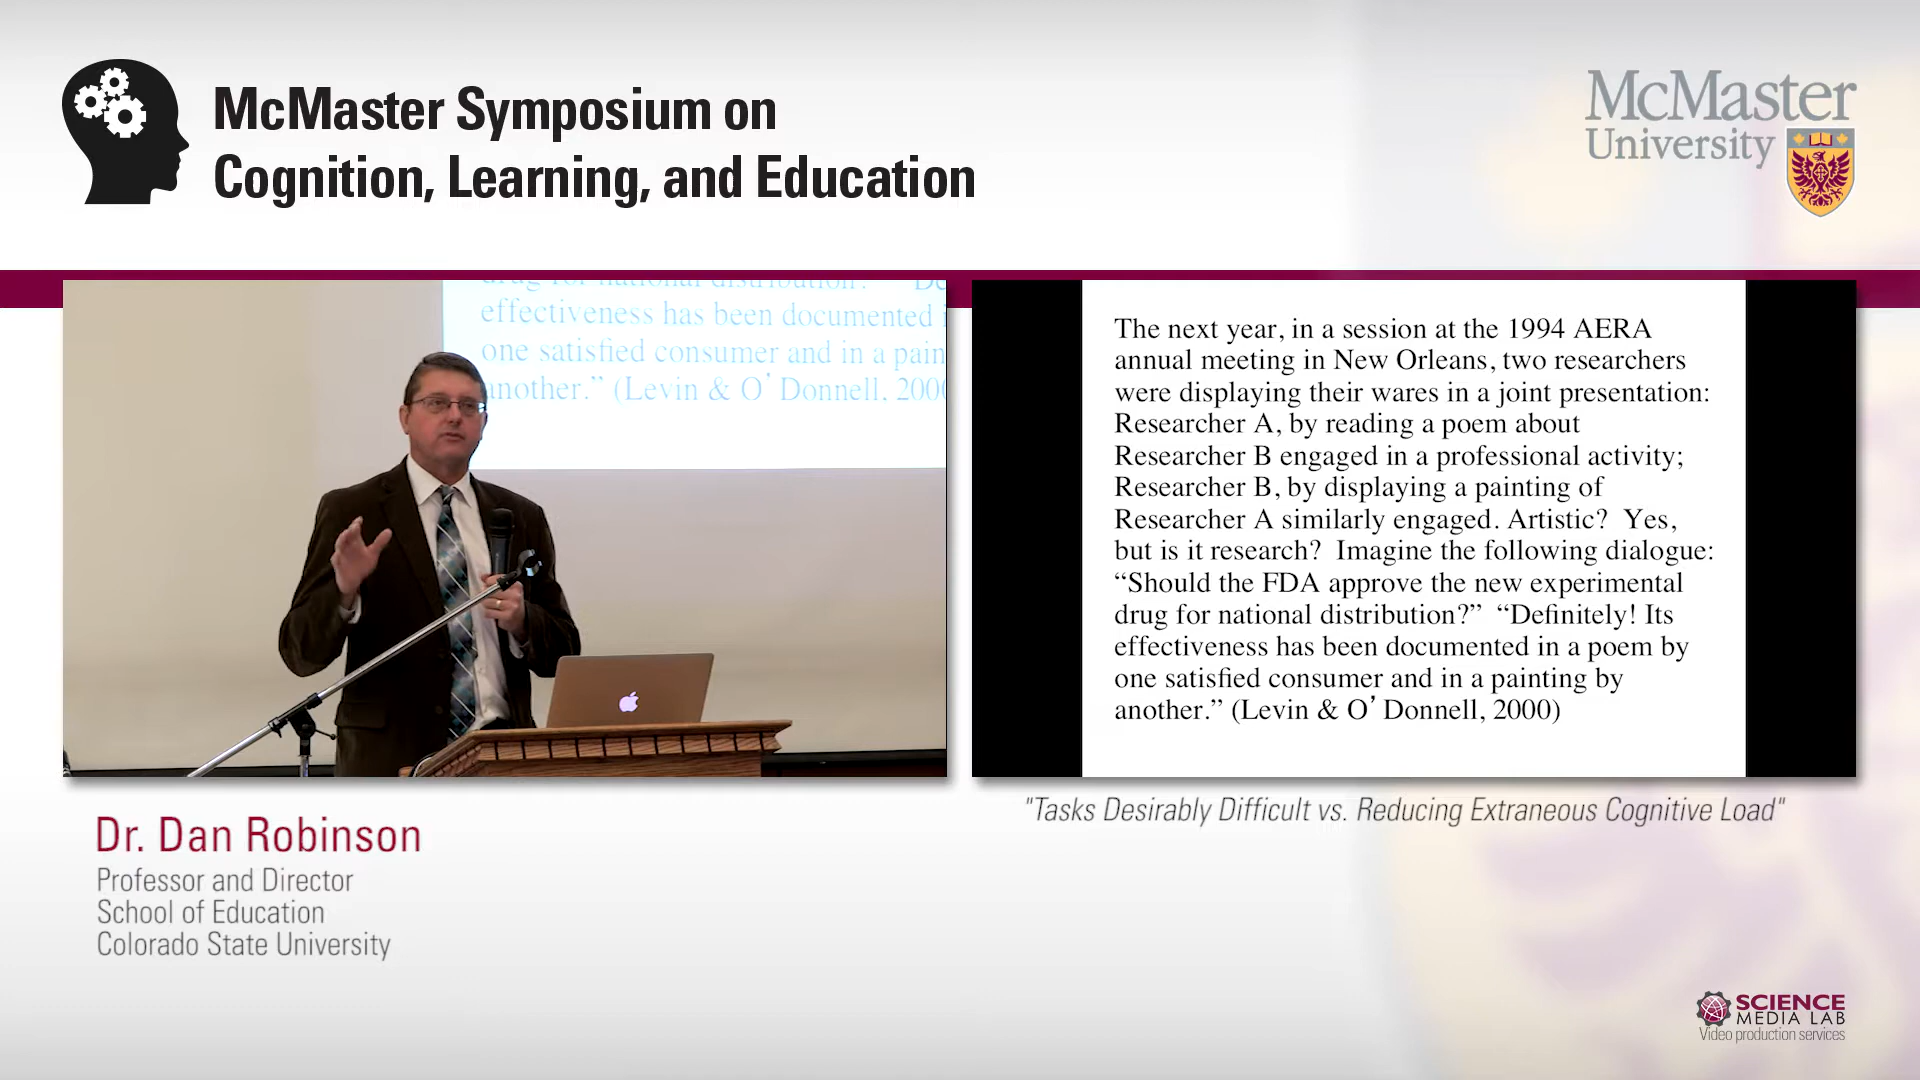 McMaster Symposium on
Cognition, Learning, and Education
McMaster
University
drug for national distribution?" "De
effectiveness has been documented i
one satisfied consumer and in a pain
another.” (Levin & O’ Donnell, 2000
The next year, in a session at the 1994 AERA
annual meeting in New Orleans, two researchers
were displaying their wares in a joint presentation:
Researcher A, by reading a poem about
Researcher B engaged in a professional activity;
Researcher B, by displaying a painting of
Researcher A similarly engaged. Artistic?  Yes,
but is it research?  Imagine the following dialogue:
“Should the FDA approve the new experimental
drug for national distribution?”  “Definitely! Its
effectiveness has been documented in a poem by
one satisfied consumer and in a painting by
another.” (Levin & O’ Donnell, 2000)
"Tasks Desirably Difficult vs. Reducing Extraneous Cognitive Load"
Dr. Dan Robinson
Professor and Director
School of Education
Colorado State University
SCIENCE
MEDIA LAB
Video production services